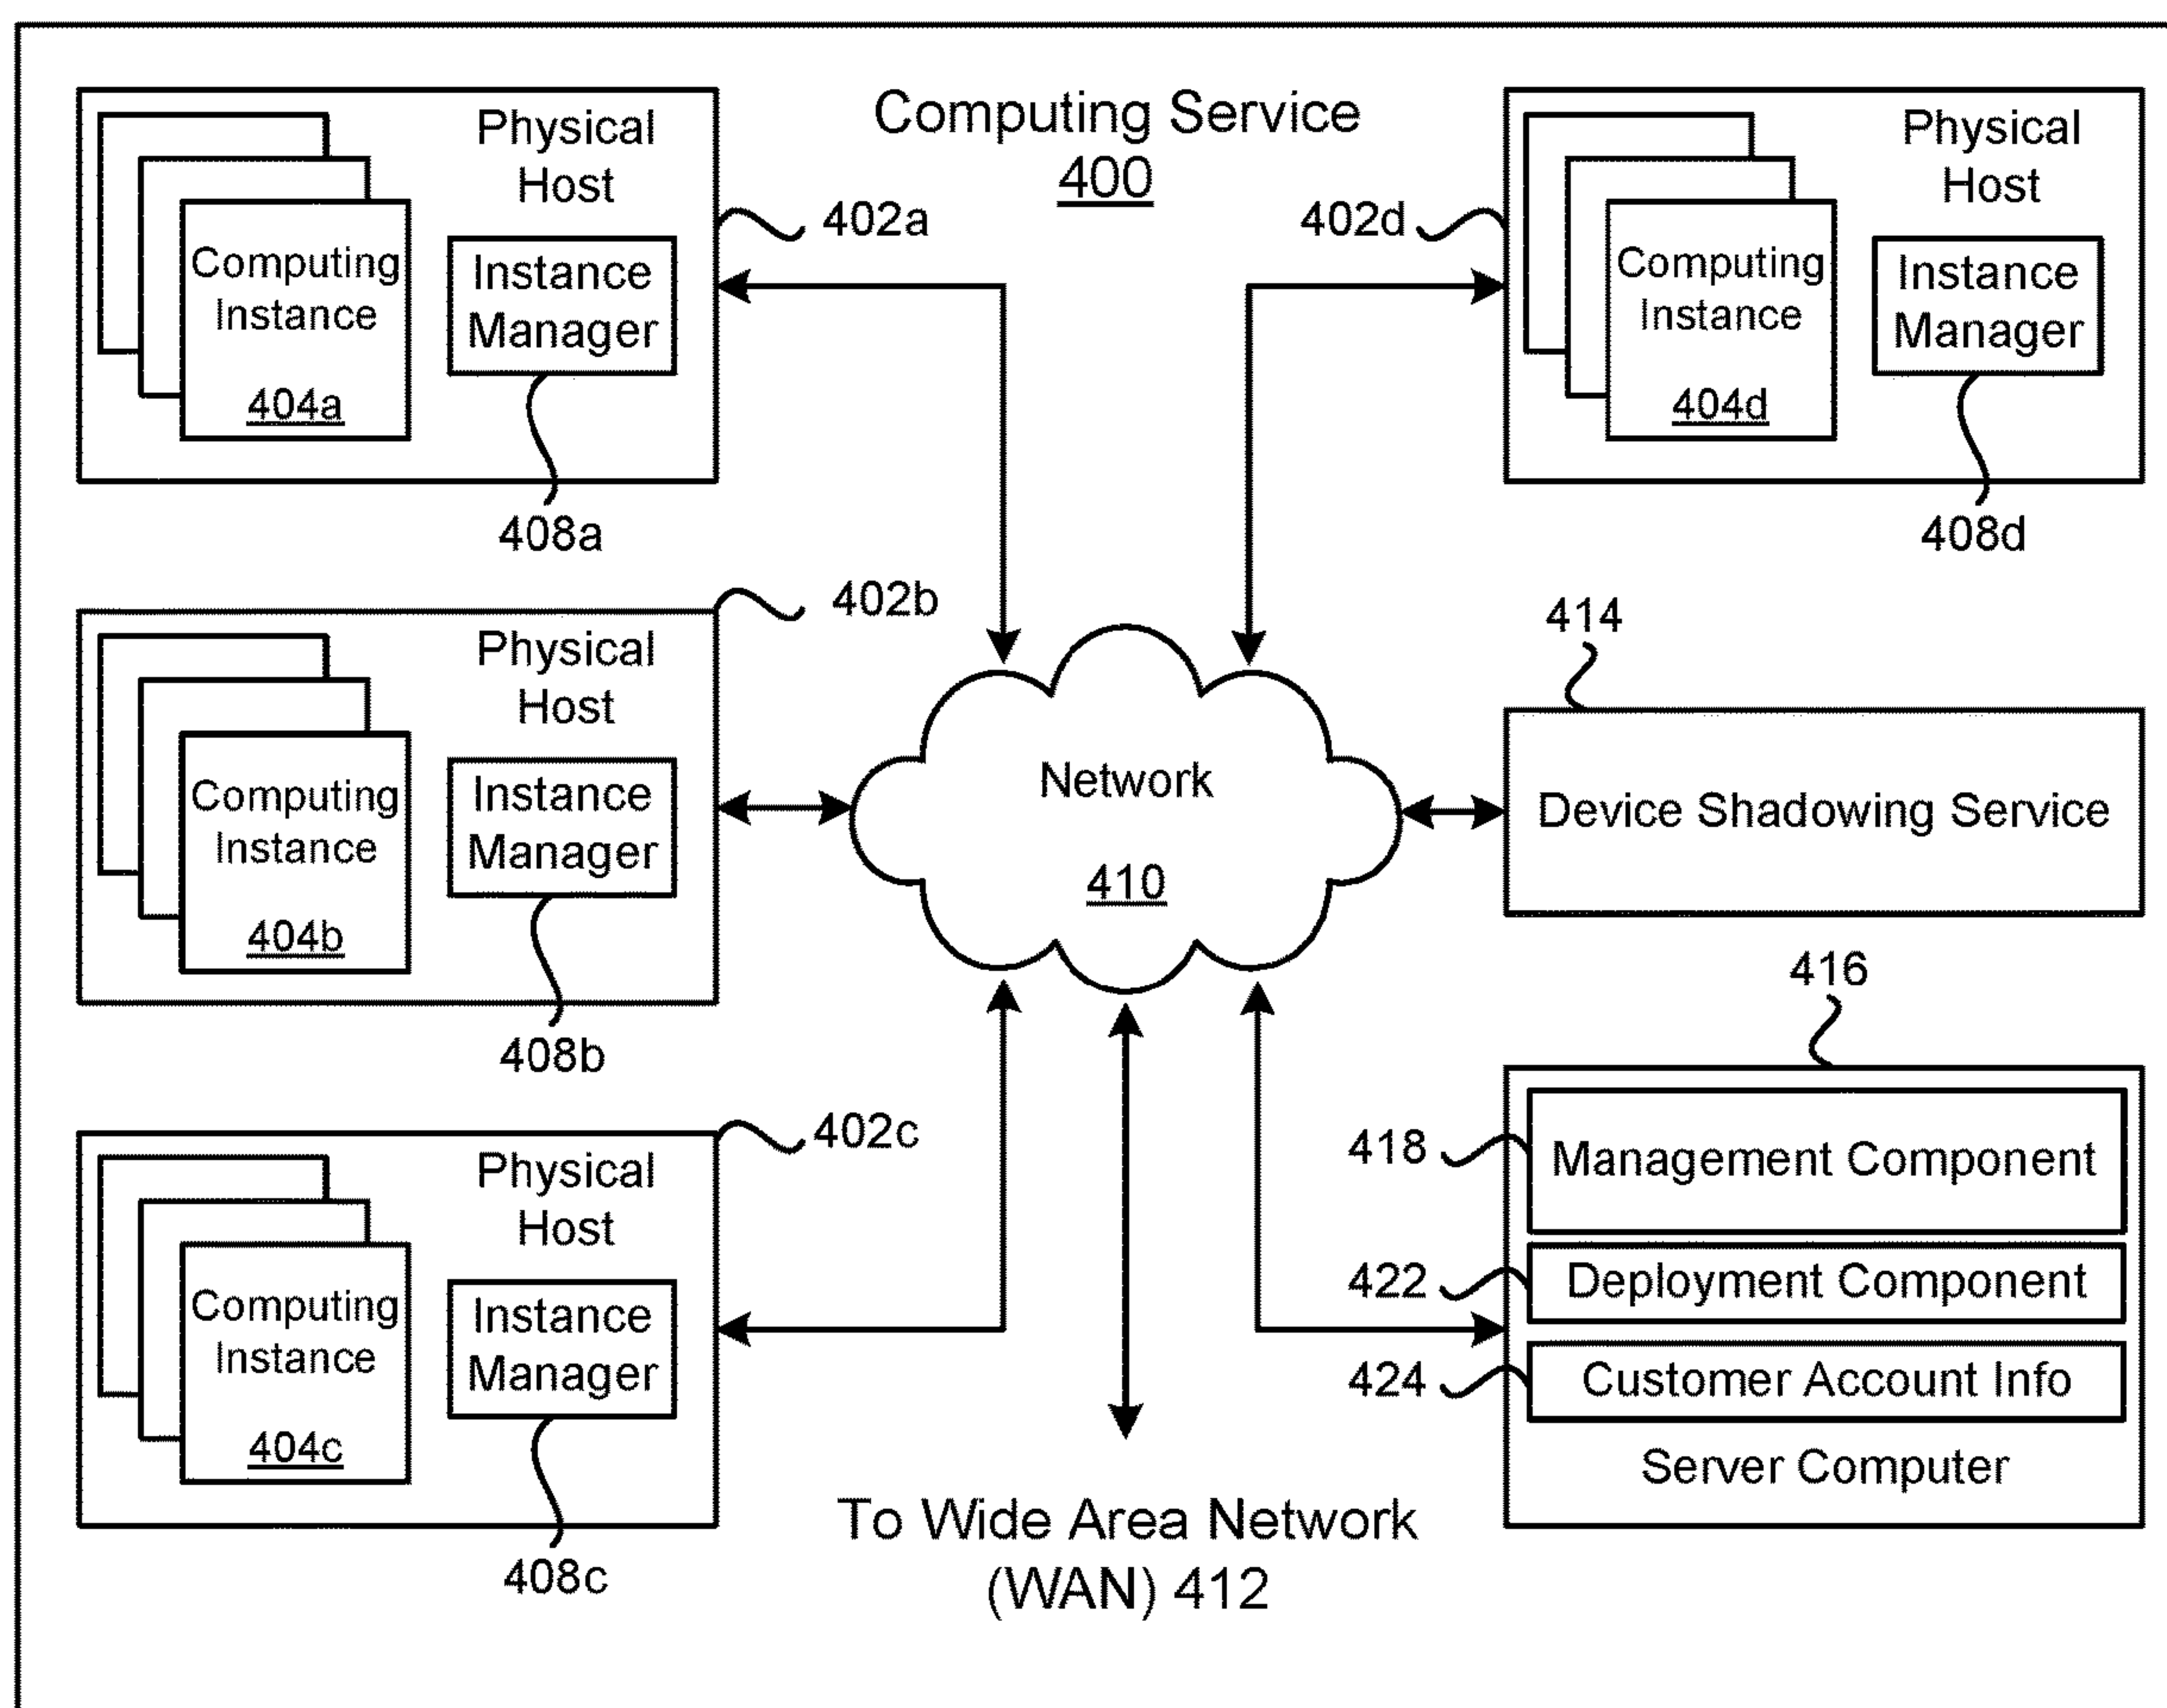 Computing Service
400
Physical
Host
402a
Computing
Instance
404a
Instance
Manager
408a
Physical
Host
402d
Computing
Instance
404d
Instance
Manager
408d
Physical
Host
402b
Computing
Instance
404b
Instance
Manager
408b
Network
410
414
Device Shadowing Service
Physical
Host
402c
Computing
Instance
404c
Instance
Manager
408c
416
418
Management Component
422
Deployment Component
424
Customer Account Info
Server Computer
To Wide Area Network
(WAN) 412